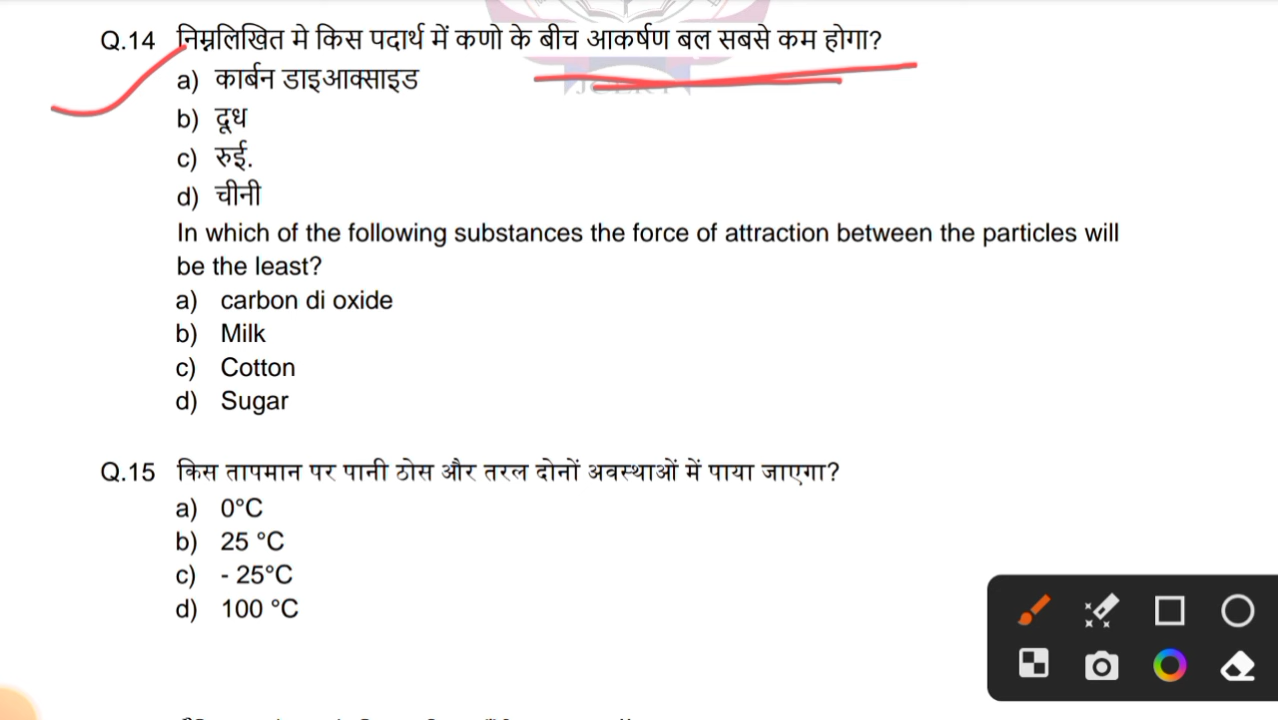 Q.14 निम्नलिखित मे किस पदार्थ में कणो के बीच आकर्षण बल सबसे कम होगा?
a) कार्बन डाइआक्साइड
b) दूध
c) रुई.
d) चीनी
In which of the following substances the force of attraction between the particles will
be the least?
a) carbon di oxide
b) Milk
c) Cotton
d) Sugar
Q.15 किस तापमान पर पानी ठोस और तरल दोनों अवस्थाओं में पाया जाएगा?
a) 0°C
b) 25 °C
c) - 25°C
d) 100 °C